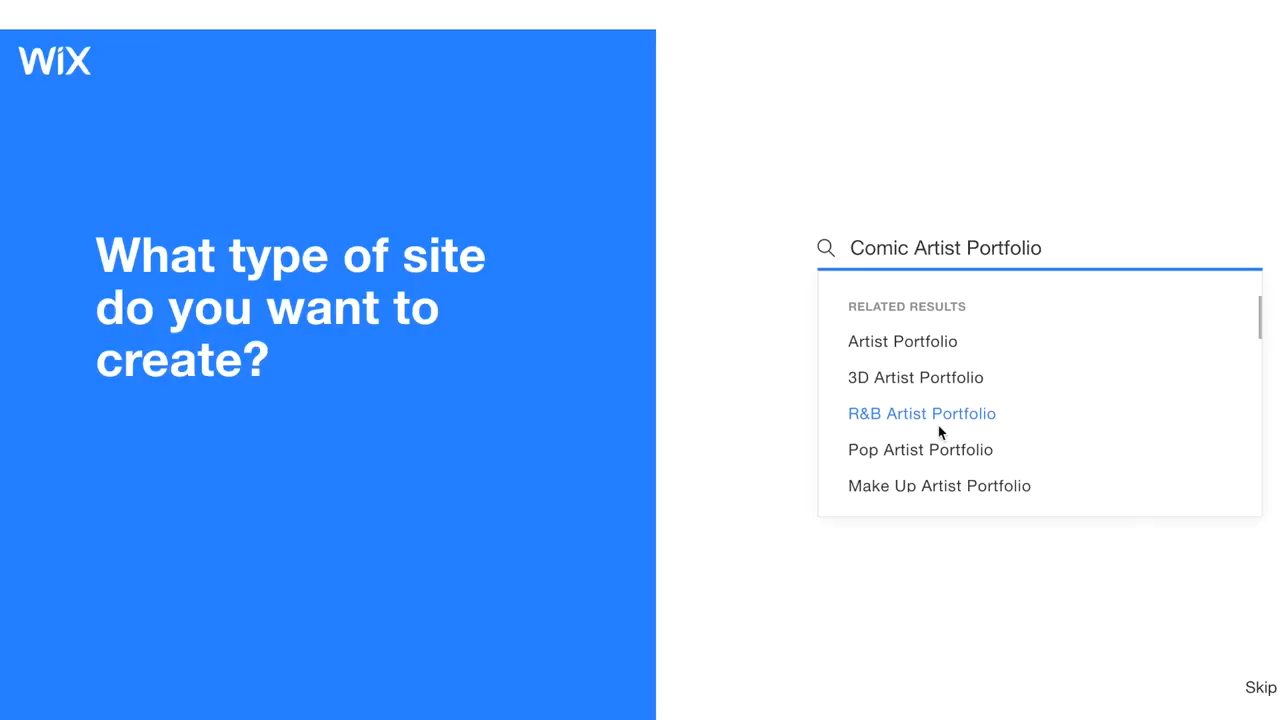 WiX
What type of site
do you want to
create?
Comic Artist Portfolio
RELATED RESULTS
Artist Portfolio
3D Artist Portfolio
R&B Artist Portfolio
Pop Artist Portfolio
Make Up Artist Portfolio
Skip